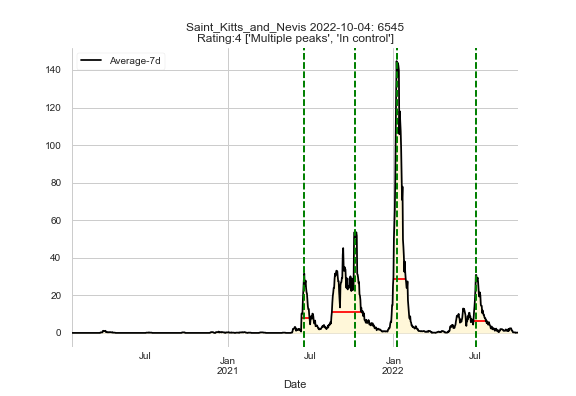 Saint_Kitts_and_Nevis 2022-10-04: 6545
Rating:4 ['Multiple peaks', 'In control']
Average-7d
140
120
100
80
60
40
20
0
Jul
Jan
2021
Jul
Jan
2022
Jul
Date